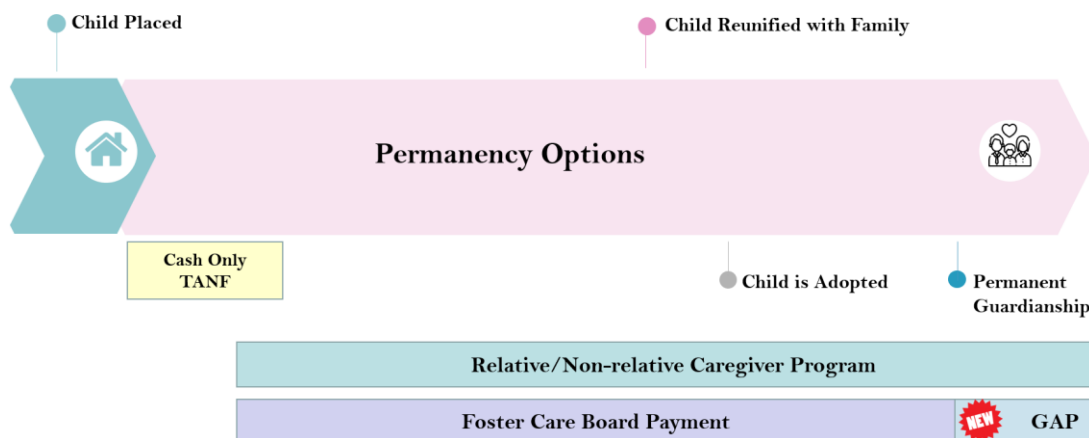 Child Placed
Child Reunified with Family
Permanency Options
Cash Only
TANF
Child is Adopted
Permanent
Guardianship
Relative/Non-relative Caregiver Program
Foster Care Board Payment
NEW
GAP